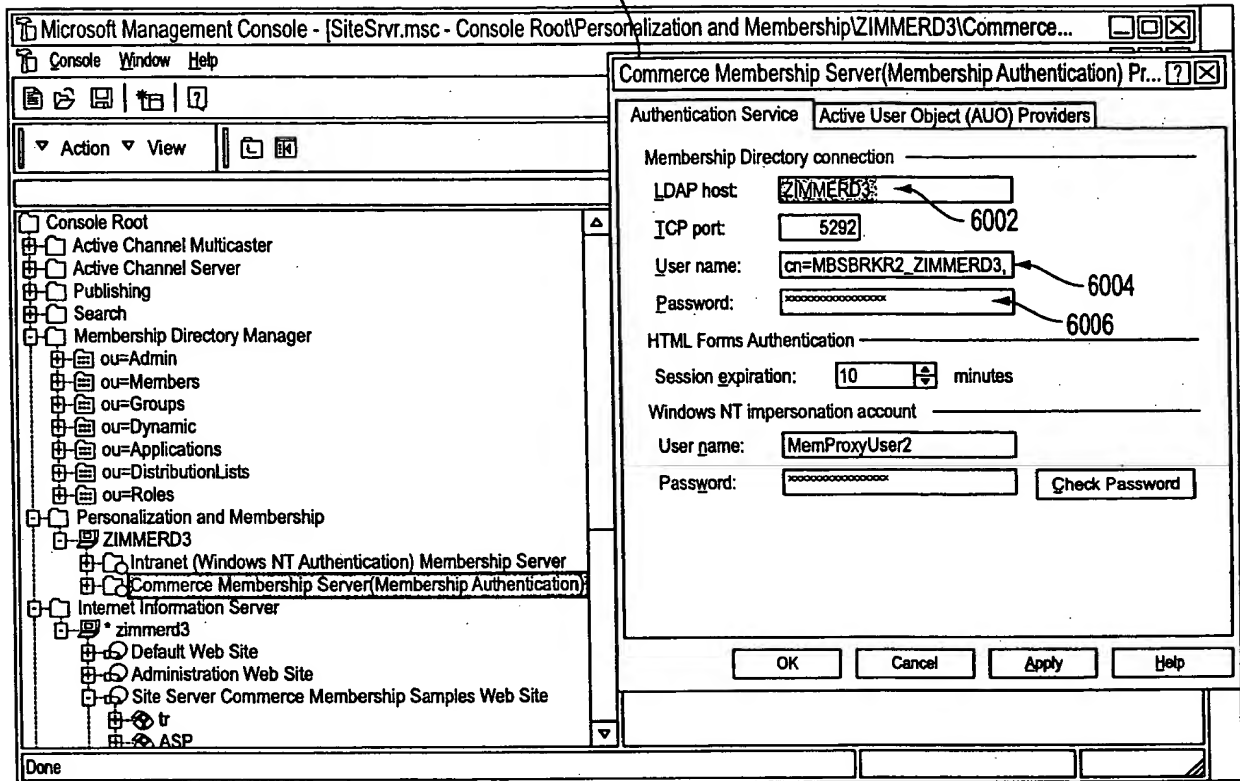 Microsoft Management Console - [SiteSrvr.msc - Console Root\Personalization and Membership\ZIMMERD3\Commerce...
Console Window Help
Action View
Console Root
Active Channel Multicaster
Active Channel Server
Publishing
Search
Membership Directory Manager
ou=Admin
ou=Members
ou=Groups
ou=Dynamic
ou=Applications
ou=DistributionLists
ou=Roles
Personalization and Membership
ZIMMERD3
Intranet (Windows NT Authentication) Membership Server
Commerce Membership Server(Membership Authentication)
Internet Information Server
* zimmerd3
Default Web Site
Administration Web Site
Site Server Commerce Membership Samples Web Site
tr
ASP
Done
Commerce Membership Server(Membership Authentication) Pr...
Authentication Service Active User Object (AUO) Providers
Membership Directory connection
LDAP host: ZIMMERD3
6002
TCP port: 5292
User name: cn=MBSBRKR2_ZIMMERD3,
6004
Password: xxxxxxxxxxxxxxx
6006
HTML Forms Authentication
Session expiration: 10 minutes
Windows NT impersonation account
User name: MemProxyUser2
Password: xxxxxxxxxxxxxxx Check Password
OK Cancel Apply Help